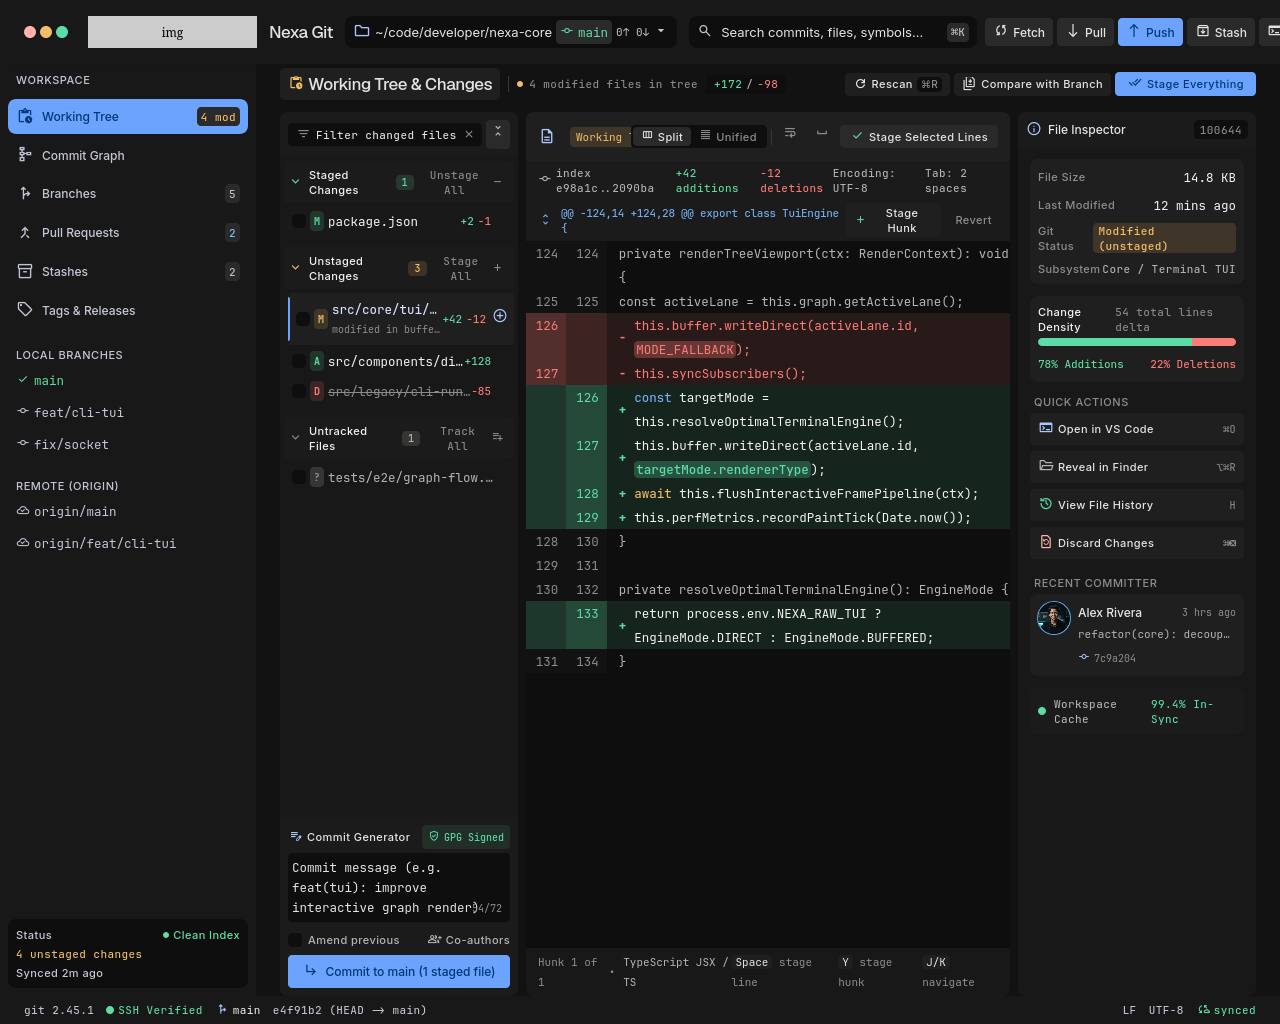 img
Nexa Git
~/code/developer/nexa-core
main
0↑ 0↓
Search commits, files, symbols...
⌘K
Fetch
Pull
Push
Stash
WORKSPACE
Working Tree
4 mod
Commit Graph
Branches
5
Pull Requests
2
Stashes
2
Tags & Releases
LOCAL BRANCHES
main
feat/cli-tui
fix/socket
REMOTE (ORIGIN)
origin/main
origin/feat/cli-tui
Status
Clean Index
4 unstaged changes
Synced 2m ago
Working Tree & Changes
4 modified files in tree
+172 / -98
Rescan
⌘R
Compare with Branch
Stage Everything
Filter changed files
Staged
Changes
1
Unstage
All
M
package.json
+2 -1
Unstaged
Changes
3
Stage
All
M
src/core/tui/…
modified in buffe…
+42 -12
A
src/components/di…
+128
D
src/legacy/cli-run…
-85
Untracked
Files
1
Track
All
?
tests/e2e/graph-flow.…
Commit Generator
GPG Signed
Commit message (e.g.
feat(tui): improve
interactive graph render
4/72
Amend previous
Co-authors
Commit to main (1 staged file)
Working
Split
Unified
Stage Selected Lines
index
e98a1c..2090ba
+42
additions
-12
deletions
Encoding:
UTF-8
Tab: 2
spaces
@@ -124,14 +124,28 @@ export class TuiEngine
{
Stage
Hunk
Revert
124 124 private renderTreeViewport(ctx: RenderContext): void
{
125 125 const activeLane = this.graph.getActiveLane();
126 - this.buffer.writeDirect(activeLane.id,
MODE_FALLBACK);
127 - this.syncSubscribers();
126 + const targetMode =
this.resolveOptimalTerminalEngine();
127 + this.buffer.writeDirect(activeLane.id,
targetMode.rendererType);
128 + await this.flushInteractiveFramePipeline(ctx);
129 + this.perfMetrics.recordPaintTick(Date.now());
128 130 }
129 131
130 132 private resolveOptimalTerminalEngine(): EngineMode {
133 + return process.env.NEXA_RAW_TUI ?
EngineMode.DIRECT : EngineMode.BUFFERED;
131 134 }
Hunk 1 of
1
•
TypeScript JSX /
TS
Space stage
line
Y stage
hunk
J/K
navigate
File Inspector
100644
File Size
14.8 KB
Last Modified
12 mins ago
Git
Status
Modified
(unstaged)
Subsystem
Core / Terminal TUI
Change
Density
54 total lines
delta
78% Additions
22% Deletions
QUICK ACTIONS
Open in VS Code
⌘O
Reveal in Finder
⌥⌘R
View File History
H
Discard Changes
⌘⌫
RECENT COMMITTER
Alex Rivera
3 hrs ago
refactor(core): decoup…
7c9a204
Workspace
Cache
99.4% In-
Sync
git 2.45.1
SSH Verified
main
e4f91b2 (HEAD → main)
LF
UTF-8
synced